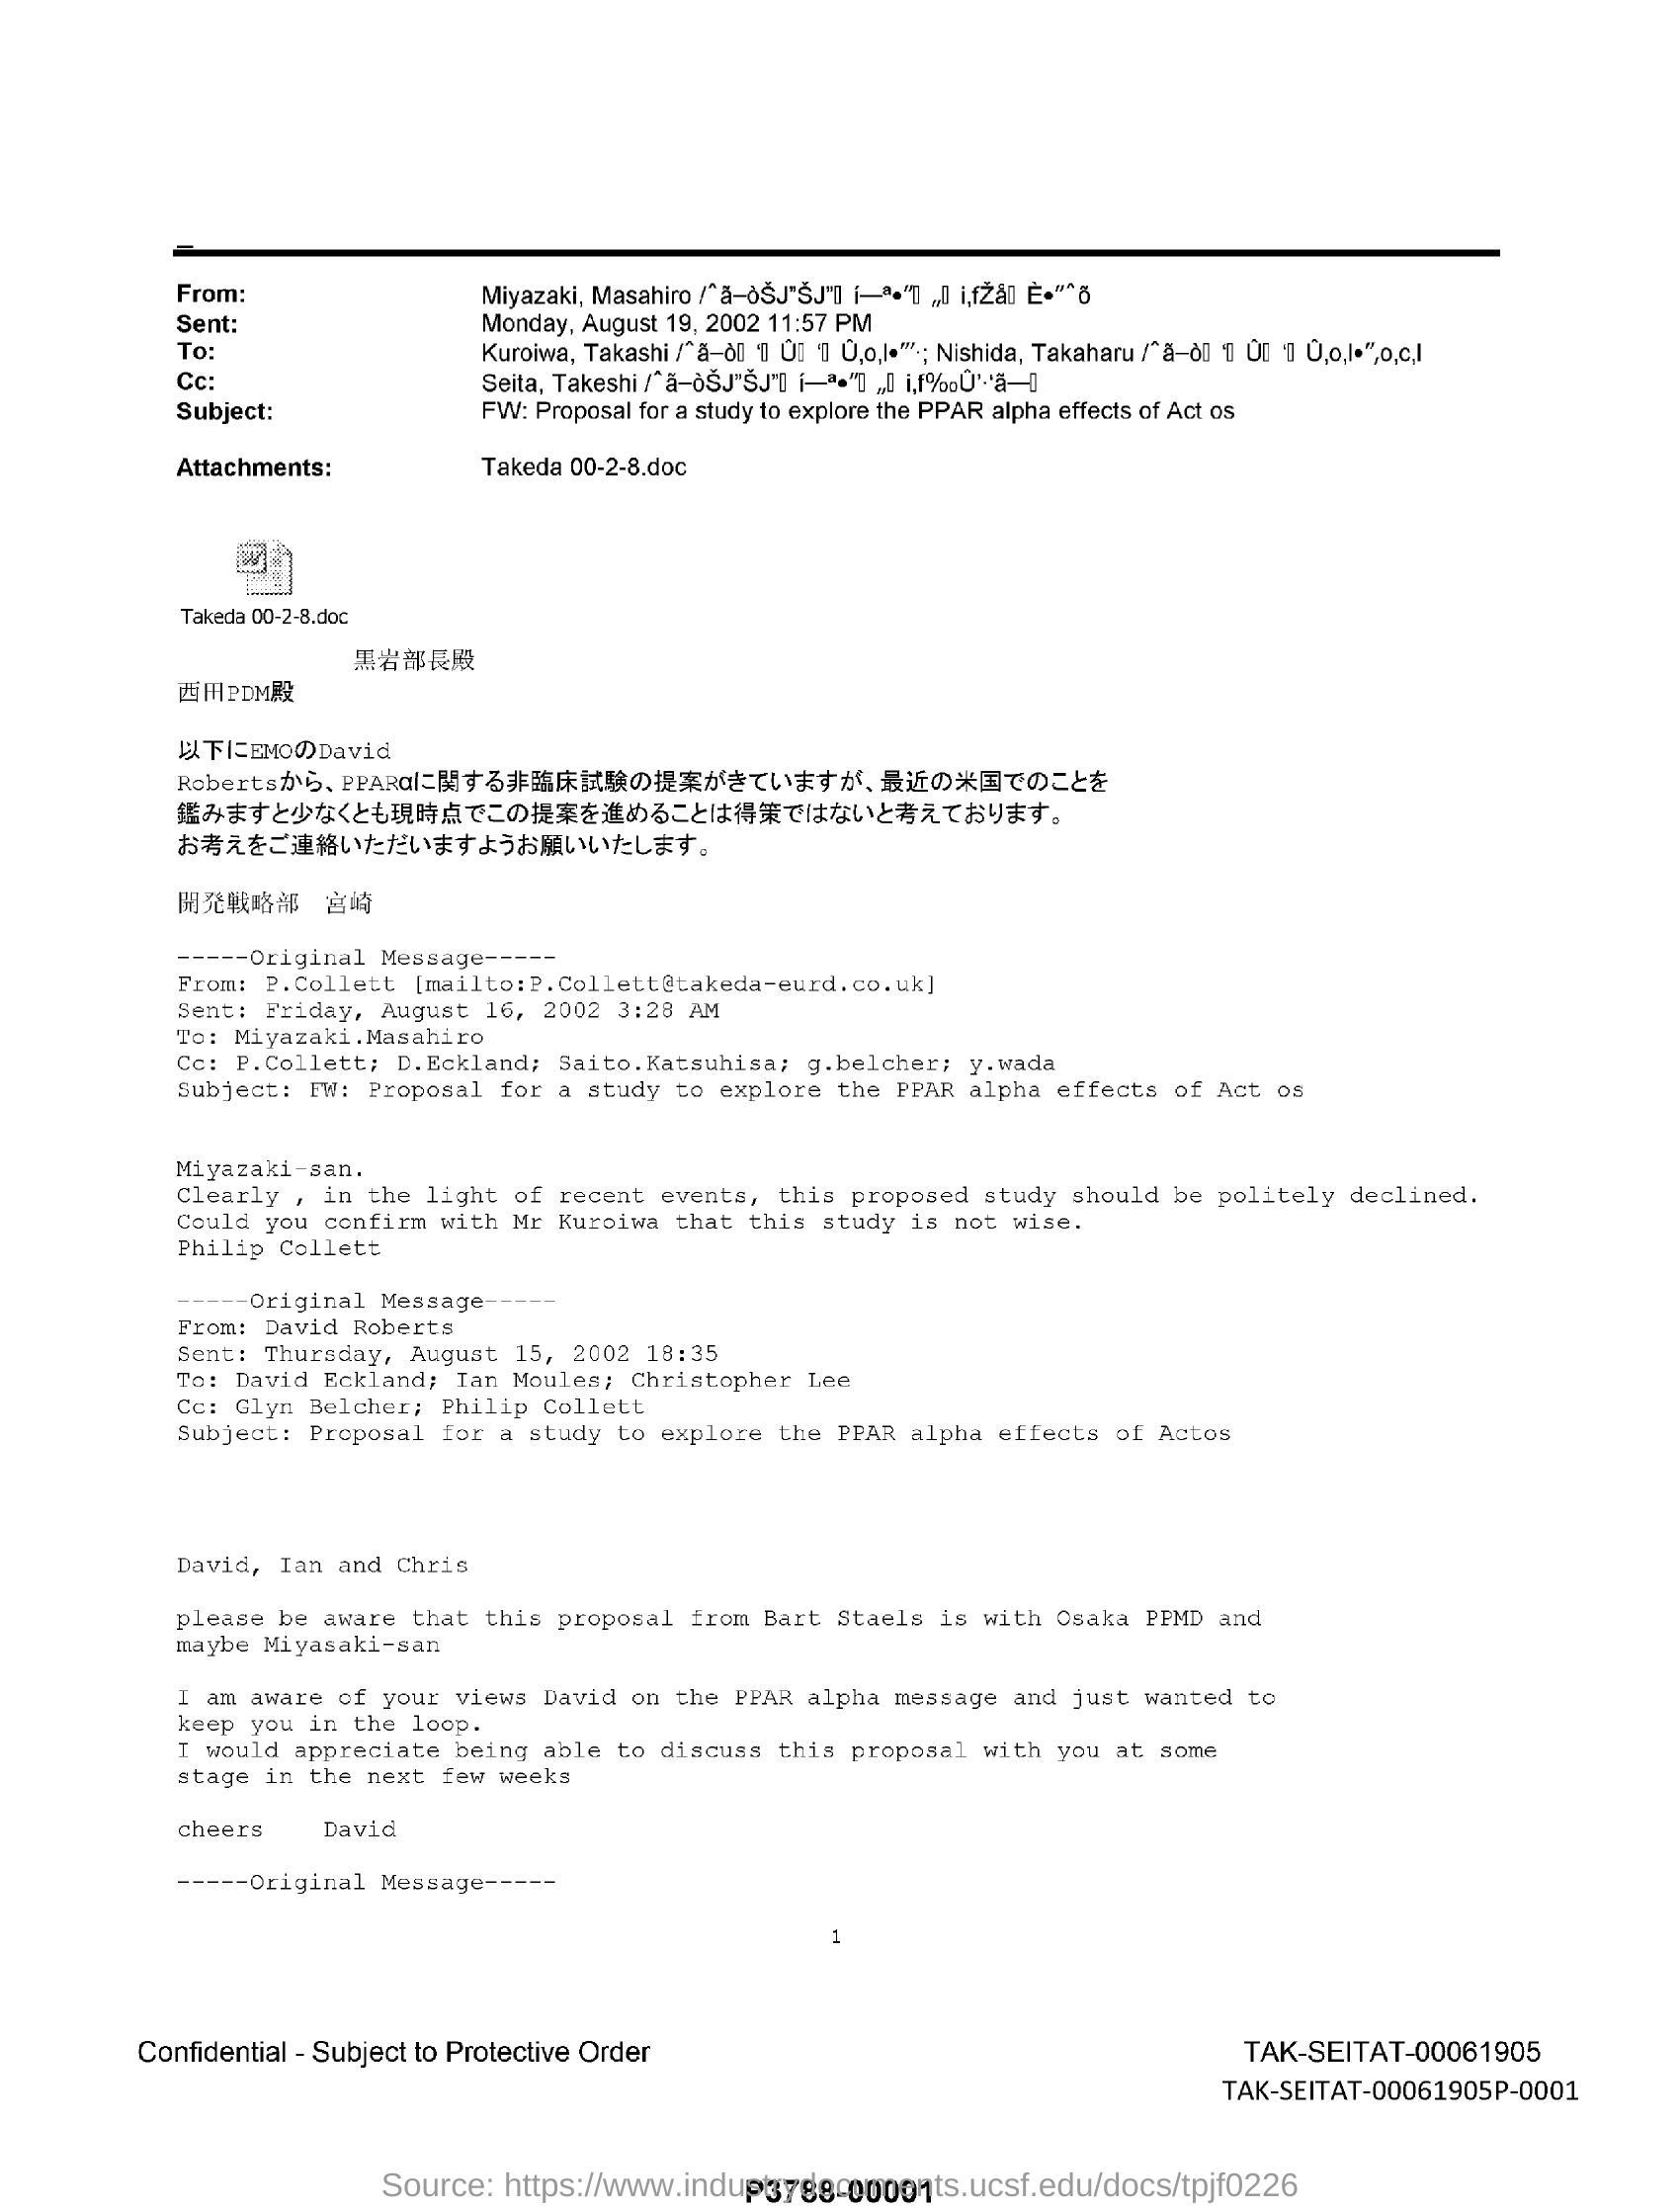 From: Miyazaki, Masahiro
Sent: Monday, August 19, 2002 11:57 PM
To: Kuroiwa, Takashi ; Nishida, Takaharu
Cc: Seita, Takeshi
Subject: FW: Proposal for a study to explore the PPAR alpha effects of Act os
Attachments: Takeda 00-2-8.doc
Takeda 00-2-8.doc
黒岩部長殿
西田PDM殿
以下にEMOのDavid
Robertsから、PPARαに関する非臨床試験の提案がきていますが、最近の米国でのことを
鑑みますと少なくとも現時点でこの提案を進めることは得策ではないと考えております。
お考えをご連絡いただいますようお願いいたします。
開発戦略部 宮崎
-----Original Message-----
From: P.Collett [mailto:P.Collett@takeda-eurd.co.uk]
Sent: Friday, August 16, 2002 3:28 AM
To: Miyazaki.Masahiro
Cc: P.Collett; D.Eckland; Saito.Katsuhisa; g.belcher; y.wada
Subject: FW: Proposal for a study to explore the PPAR alpha effects of Act os
Miyazaki-san.
Clearly , in the light of recent events, this proposed study should be politely declined.
Could you confirm with Mr Kuroiwa that this study is not wise.
Philip Collett
-----Original Message-----
From: David Roberts
Sent: Thursday, August 15, 2002 18:35
To: David Eckland; Ian Moules; Christopher Lee
Cc: Glyn Belcher; Philip Collett
Subject: Proposal for a study to explore the PPAR alpha effects of Actos
David, Ian and Chris
please be aware that this proposal from Bart Staels is with Osaka PPMD and
maybe Miyasaki-san
I am aware of your views David on the PPAR alpha message and just wanted to
keep you in the loop.
I would appreciate being able to discuss this proposal with you at some
stage in the next few weeks
cheers David
-----Original Message-----
1
Confidential - Subject to Protective Order
TAK-SEITAT-00061905
TAK-SEITAT-00061905P-0001
Source: https://www.industrydocuments.ucsf.edu/docs/tpjf0226